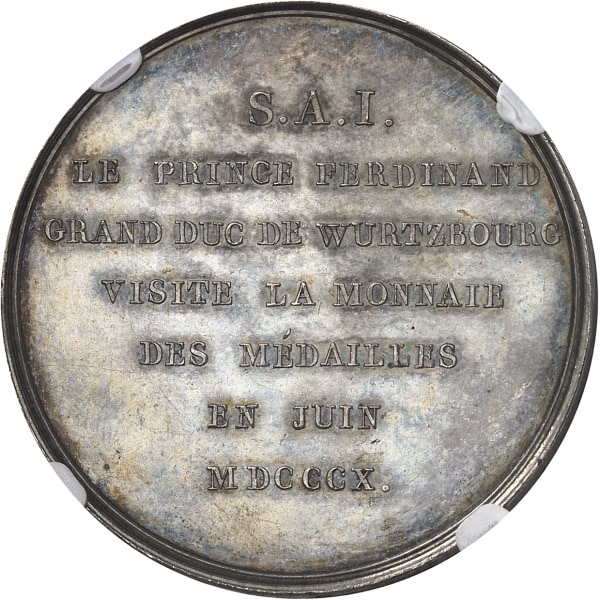 S.A.I.
LE PRINCE FERDINAND
GRAND DUC DE WURTZBOURG
VISITE LA MONNAIE
DES MÉDAILLES
EN JUIN
MDCCCX.